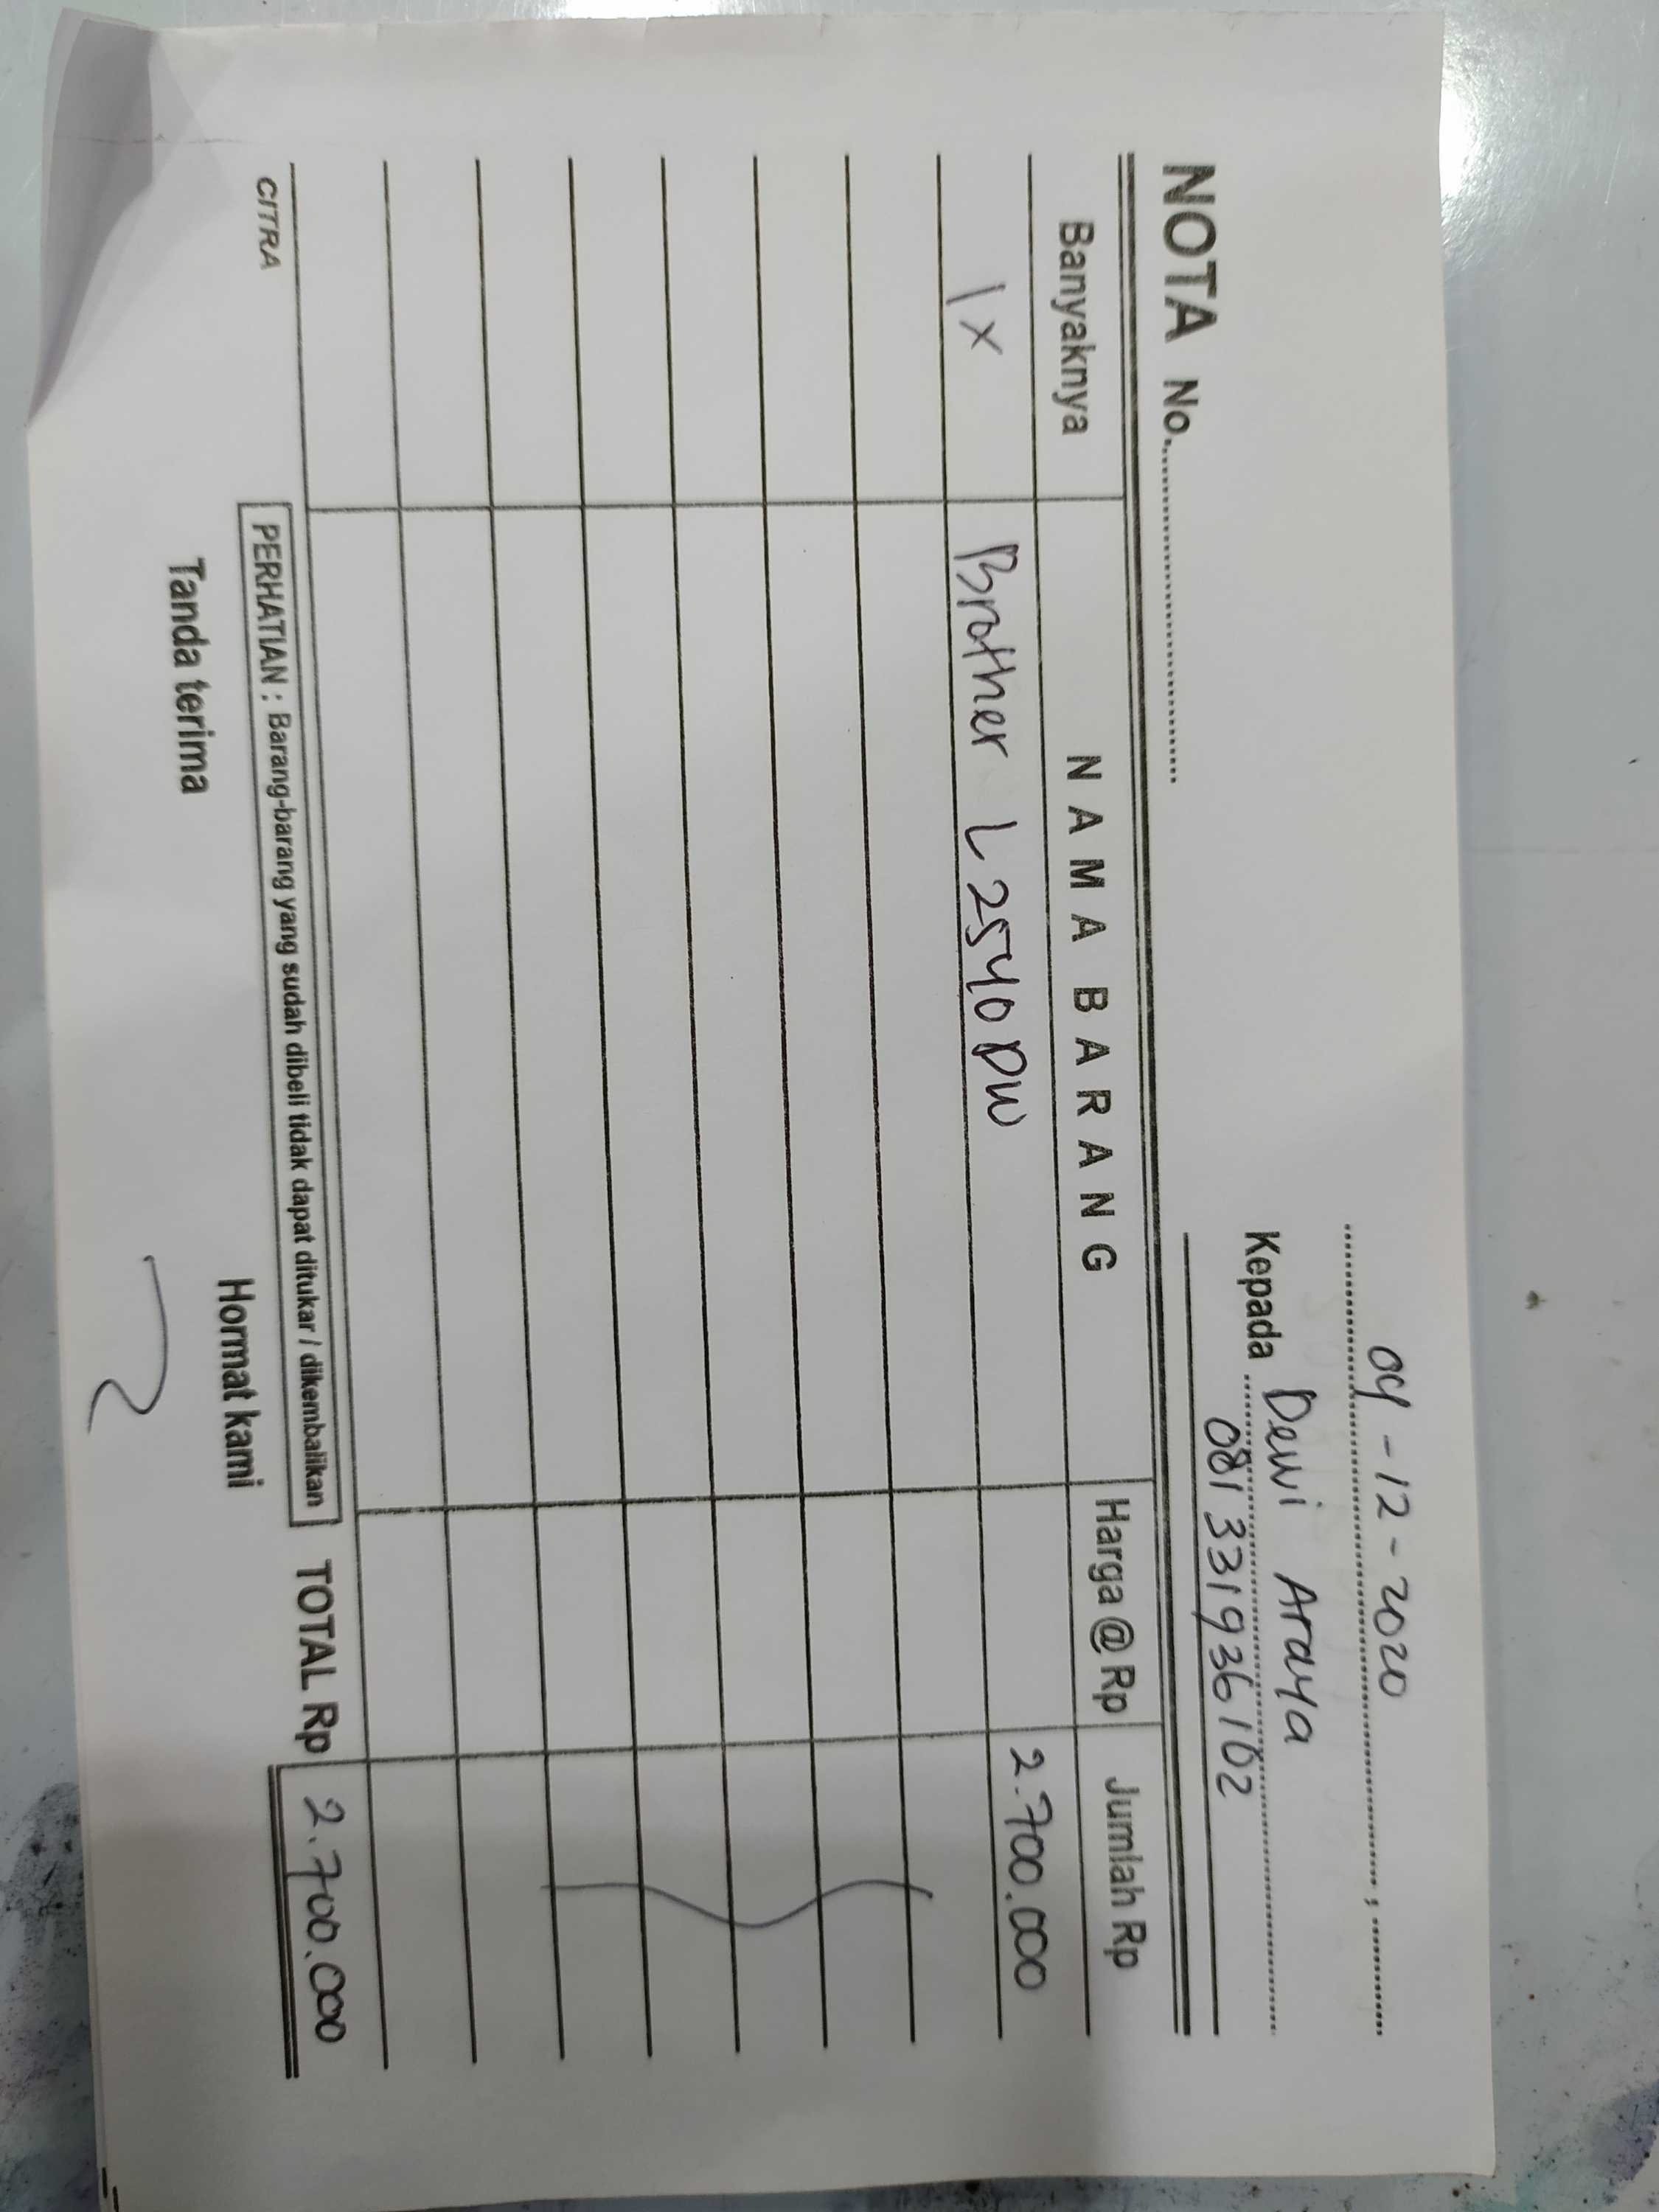 09-12-2020
Kepada Dewi Araya
081331936102
NOTA No.
Banyaknya NAMA BARANG Harga @ Rp Jumlah Rp
1x Brother L2540DW 2.700.000
PERHATIAN : Barang-barang yang sudah dibeli tidak dapat ditukar / dikembalikan TOTAL Rp 2.700.000
CITRA
Tanda terima Hormat kami